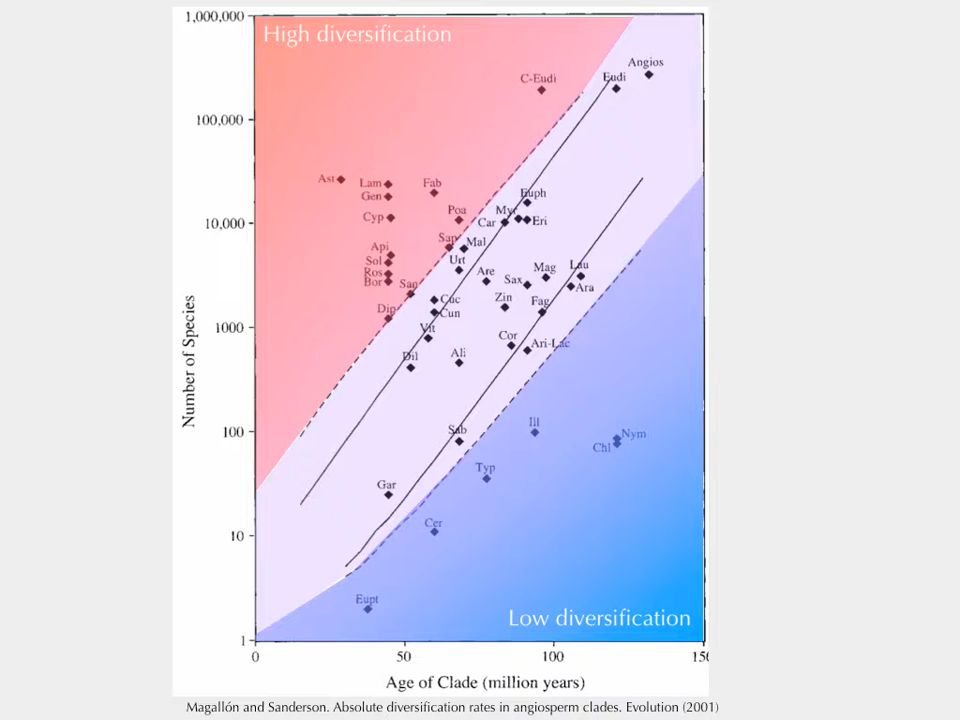 1,000,000
High diversification
Angios
C-Eudi
Eudi
100,000
Ast
Lam
Fab
Gen
Euph
Cyp
Poa
Myr
10,000
Car
Eri
Sap
Mal
Api
Sol
Urt
Ros
Are
Mag
Lau
Bor
San
Sax
Ara
Cuc
Zin
Fag
Dip
Cun
1000
Vit
Cor
Ari-Lac
Dil
Ali
Number of Species
100
Sab
Ill
Nym
Chl
Typ
Gar
10
Cer
Eupt
Low diversification
1
0
50
100
150
Age of Clade (million years)
Magallón and Sanderson. Absolute diversification rates in angiosperm clades. Evolution (2001)